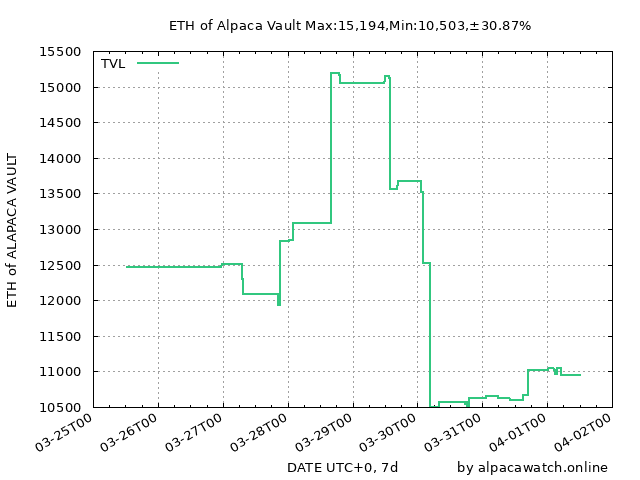 ETH of Alpaca Vault Max:15,194,Min:10,503,±30.87%
15500
TVL
15000
14500
14000
13500
13000
12500
12000
11500
11000
10500
ETH of ALAPACA VAULT
03-25T00
03-26T00
03-27T00
03-28T00
03-29T00
03-30T00
03-31T00
04-01T00
04-02T00
DATE UTC+0, 7d
by alpacawatch.online